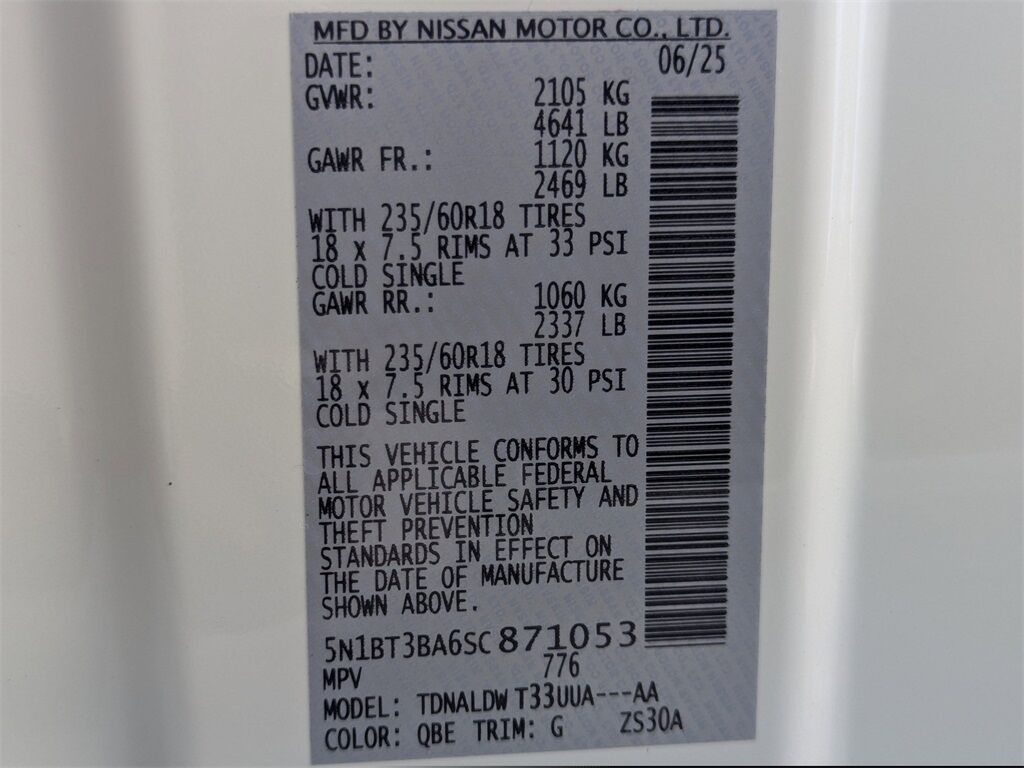 MFD BY NISSAN MOTOR CO., LTD.
DATE: 06/25
GVWR: 2105 KG
4641 LB
GAWR FR.: 1120 KG
2469 LB
WITH 235/60R18 TIRES
18 x 7.5 RIMS AT 33 PSI
COLD SINGLE
GAWR RR.: 1060 KG
2337 LB
WITH 235/60R18 TIRES
18 x 7.5 RIMS AT 30 PSI
COLD SINGLE
THIS VEHICLE CONFORMS TO
ALL APPLICABLE FEDERAL
MOTOR VEHICLE SAFETY AND
THEFT PREVENTION
STANDARDS IN EFFECT ON
THE DATE OF MANUFACTURE
SHOWN ABOVE.
5N1BT3BA6SC871053
MPV 776
MODEL: TDNALDW T33UUA---AA
COLOR: QBE TRIM: G ZS30A